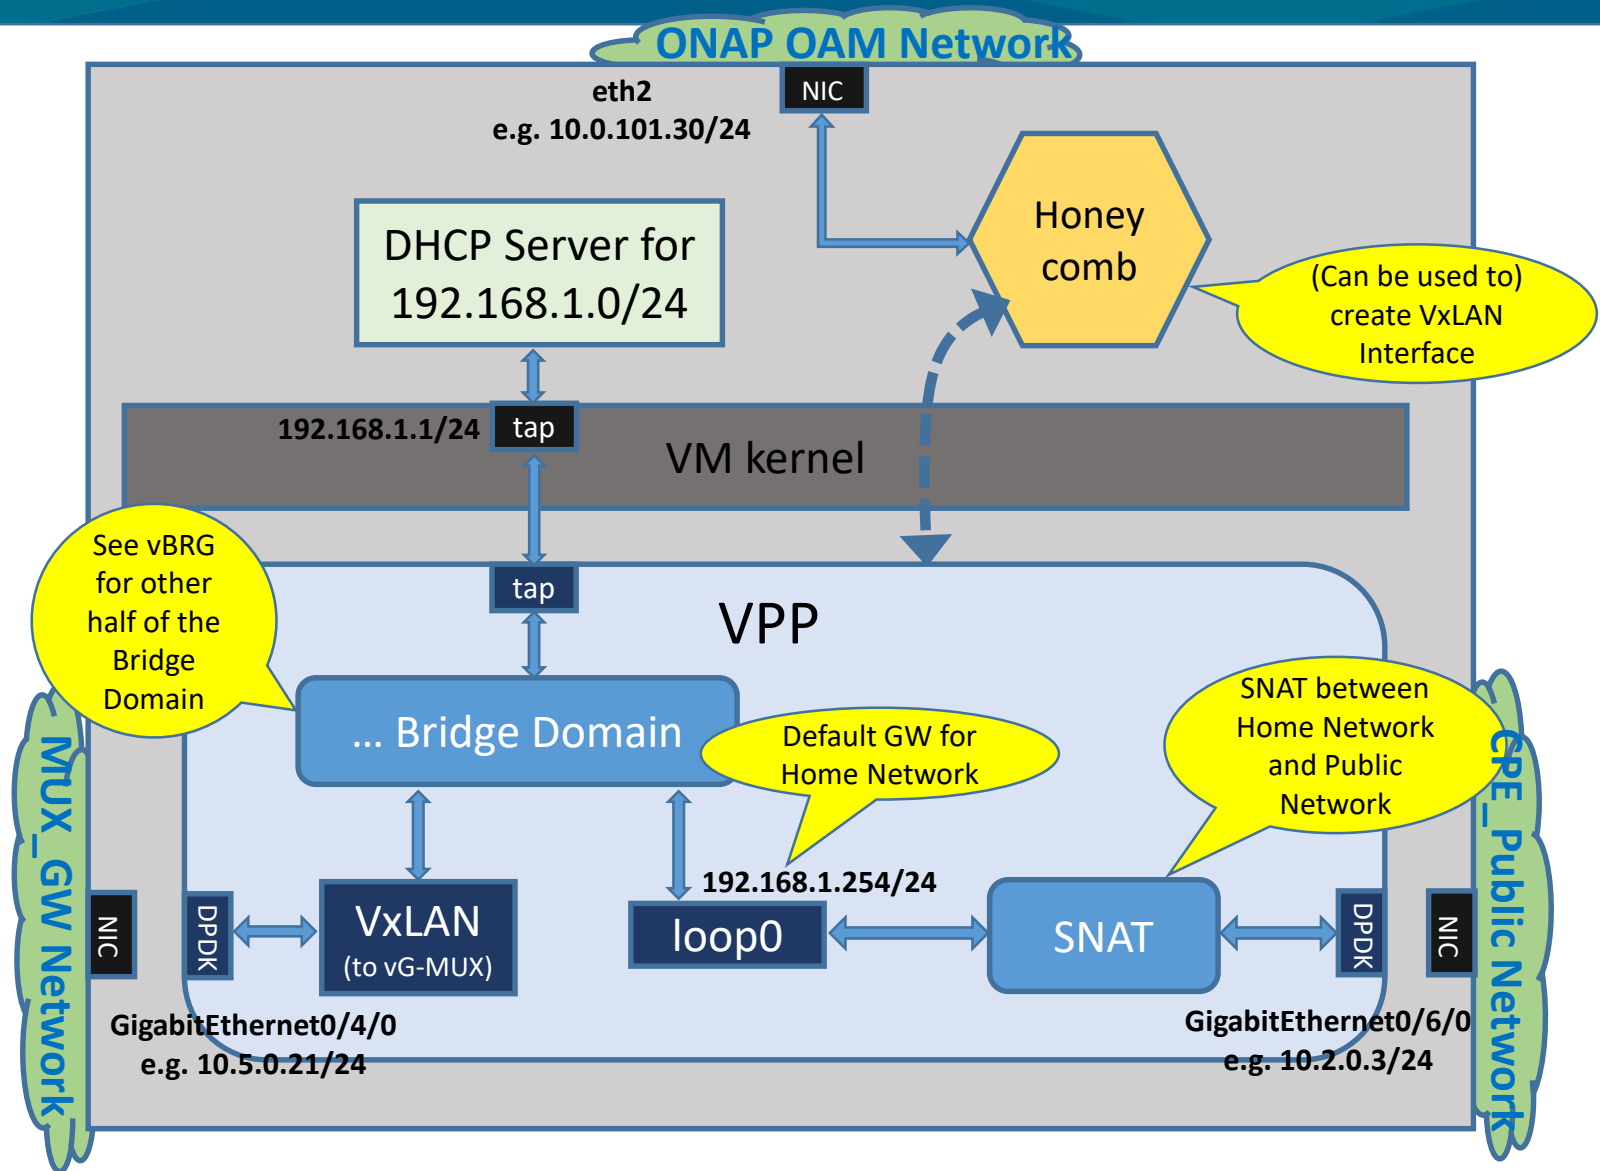 ONAP OAM Network
NIC
eth2
e.g. 10.0.101.30/24
Honey
comb
DHCP Server for
192.168.1.0/24
(Can be used to)
create VxLAN
Interface
192.168.1.1/24
tap
VM kernel
See vBRG
for other
half of the
Bridge
Domain
tap
VPP
SNAT between
Home Network
and Public
Network
... Bridge Domain
Default GW for
Home Network
MUX_GW Network
CPE_Public Network
192.168.1.254/24
NIC
DPDK
VxLAN
(to vG-MUX)
loop0
SNAT
DPDK
NIC
GigabitEthernet0/4/0
e.g. 10.5.0.21/24
GigabitEthernet0/6/0
e.g. 10.2.0.3/24